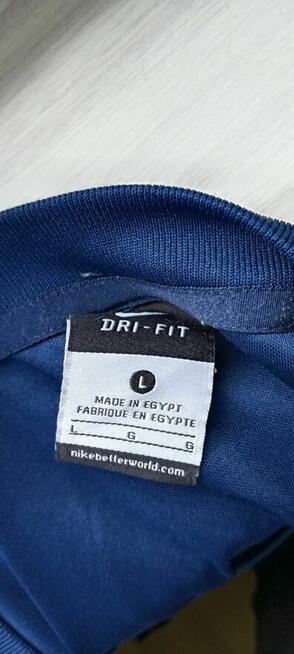 DRI-FIT
L
MADE IN EGYPT
FABRIQUE EN EGYPTE
L G G
nikebetterworld.com